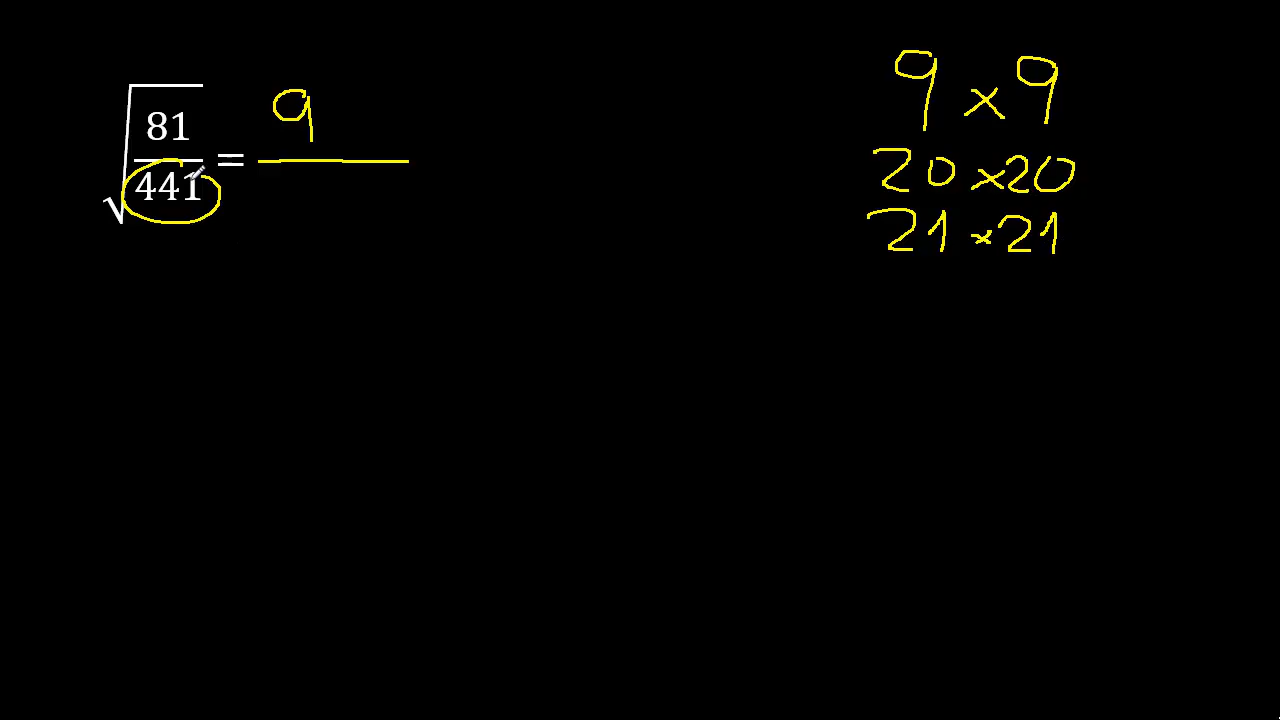 √81/441 = 9/
9 × 9
20 × 20
21 × 21